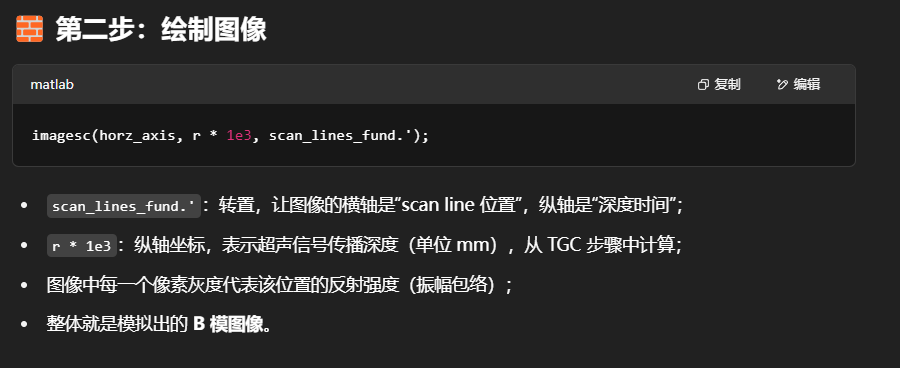 第二步：绘制图像
matlab
复制
编辑
imagesc(horz_axis, r * 1e3, scan_lines_fund.');
scan_lines_fund.'：转置，让图像的横轴是“scan line 位置”，纵轴是“深度时间”；
r * 1e3：纵轴坐标，表示超声信号传播深度（单位 mm），从 TGC 步骤中计算；
图像中每一个像素灰度代表该位置的反射强度（振幅包络）；
整体就是模拟出的 B 模图像。